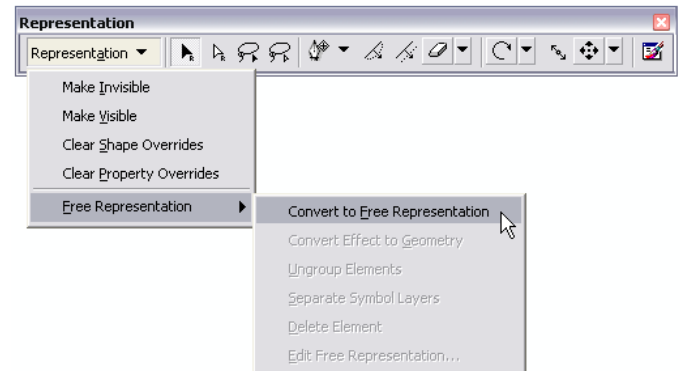 Representation
Representation
Make Invisible
Make Visible
Clear Shape Overrides
Clear Property Overrides
Free Representation
Convert to Free Representation
Convert Effect to Geometry
Ungroup Elements
Separate Symbol Layers
Delete Element
Edit Free Representation...